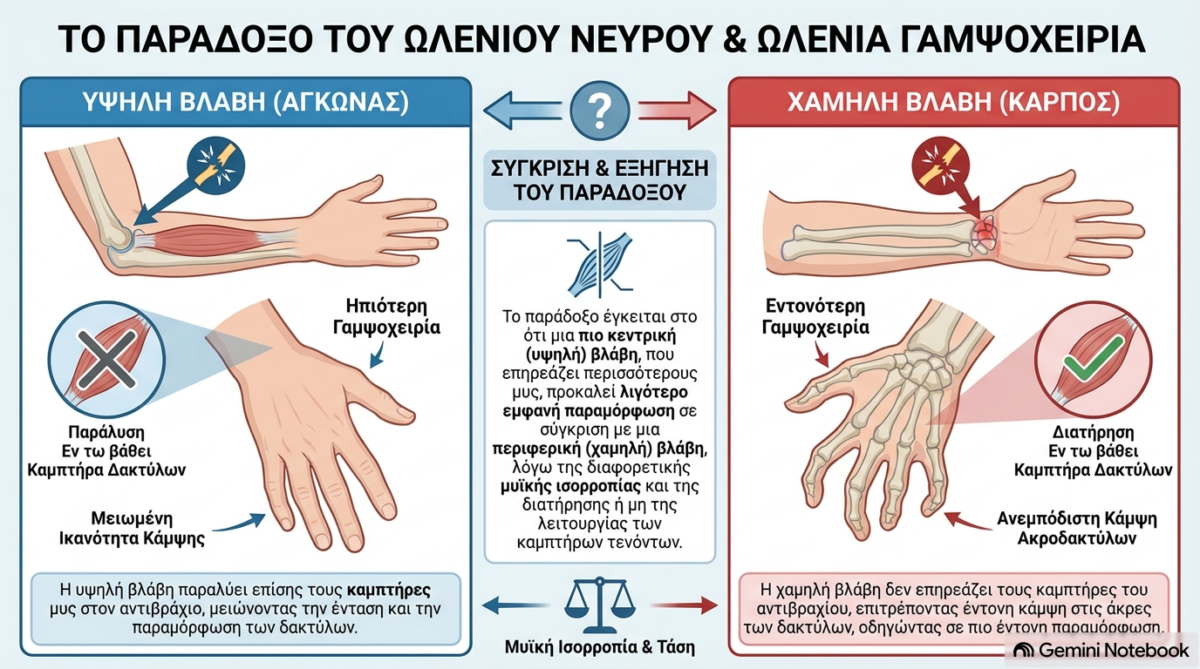 ΤΟ ΠΑΡΑΔΟΞΟ ΤΟΥ ΩΛΕΝΙΟΥ ΝΕΥΡΟΥ & ΩΛΕΝΙΑ ΓΑΜΨΟΧΕΙΡΙΑ
ΥΨΗΛΗ ΒΛΑΒΗ (ΑΓΚΩΝΑΣ)
Ηπιότερη
Γαμψοχειρία
Παράλυση
Εν τω βάθει
Καμπτήρα Δακτύλων
Μειωμένη
Ικανότητα Κάμψης
Η υψηλή βλάβη παραλύει επίσης τους καμπτήρες
μυς στον αντιβράχιο, μειώνοντας την ένταση και την
παραμόρφωση των δακτύλων.
?
ΣΥΓΚΡΙΣΗ & ΕΞΗΓΗΣΗ
ΤΟΥ ΠΑΡΑΔΟΞΟΥ
Το παράδοξο έγκειται στο
ότι μια πιο κεντρική
(υψηλή) βλάβη, που
επηρεάζει περισσότερους
μυς, προκαλεί λιγότερο
εμφανή παραμόρφωση σε
σύγκριση με μια
περιφερική (χαμηλή) βλάβη,
λόγω της διαφορετικής
μυϊκής ισορροπίας και της
διατήρησης ή μη της
λειτουργίας των
καμπτήρων τενόντων.
Μυϊκή Ισορροπία & Τάση
ΧΑΜΗΛΗ ΒΛΑΒΗ (ΚΑΡΠΟΣ)
Εντονότερη
Γαμψοχειρία
Διατήρηση
Εν τω βάθει
Καμπτήρα Δακτύλων
Ανεμπόδιστη Κάμψη
Ακροδακτύλων
Η χαμηλή βλάβη δεν επηρεάζει τους καμπτήρες του
αντιβραχίου, επιτρέποντας έντονη κάμψη στις άκρες
των δακτύλων, οδηγώντας σε πιο έντονη παραμόρφωση.
Gemini Notebook